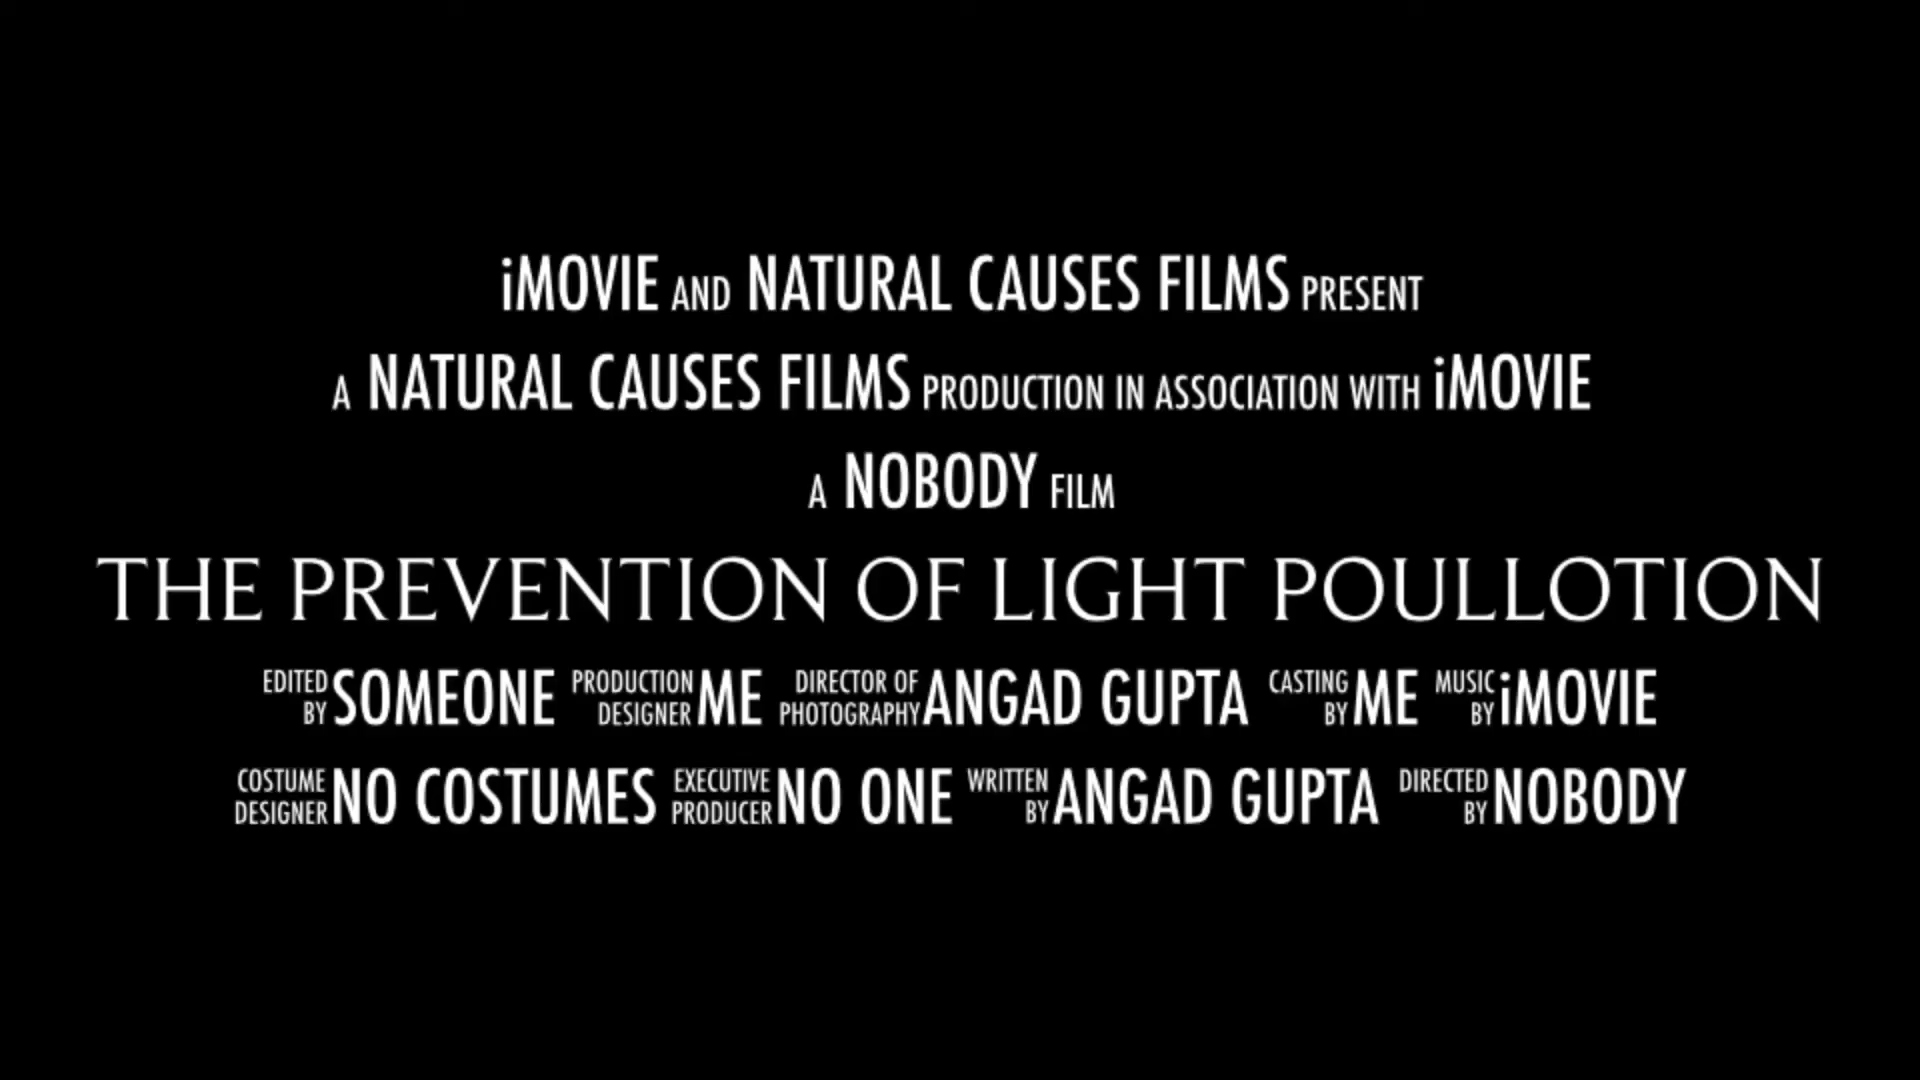 iMOVIE AND NATURAL CAUSES FILMS PRESENT
A NATURAL CAUSES FILMS PRODUCTION IN ASSOCIATION WITH iMOVIE
A NOBODY FILM
THE PREVENTION OF LIGHT POULLOTION
EDITED BY SOMEONE PRODUCTION DESIGNER ME DIRECTOR OF PHOTOGRAPHY ANGAD GUPTA CASTING BY ME MUSIC BY iMOVIE
COSTUME DESIGNER NO COSTUMES EXECUTIVE PRODUCER NO ONE WRITTEN BY ANGAD GUPTA DIRECTED BY NOBODY